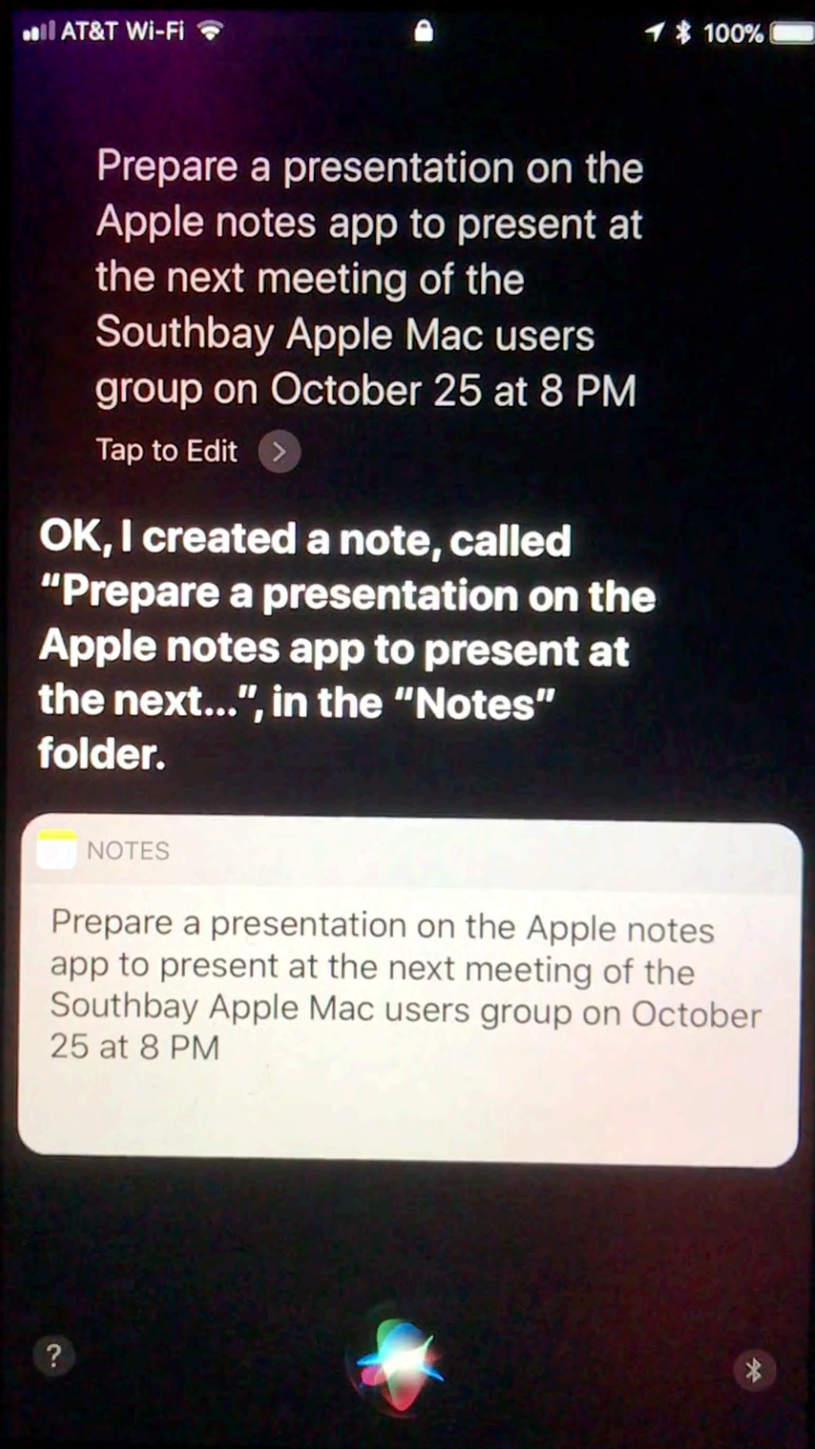 AT&T Wi-Fi 100%
Prepare a presentation on the
Apple notes app to present at
the next meeting of the
Southbay Apple Mac users
group on October 25 at 8 PM
Tap to Edit
OK, I created a note, called
“Prepare a presentation on the
Apple notes app to present at
the next...”, in the “Notes”
folder.
NOTES
Prepare a presentation on the Apple notes
app to present at the next meeting of the
Southbay Apple Mac users group on October
25 at 8 PM
?